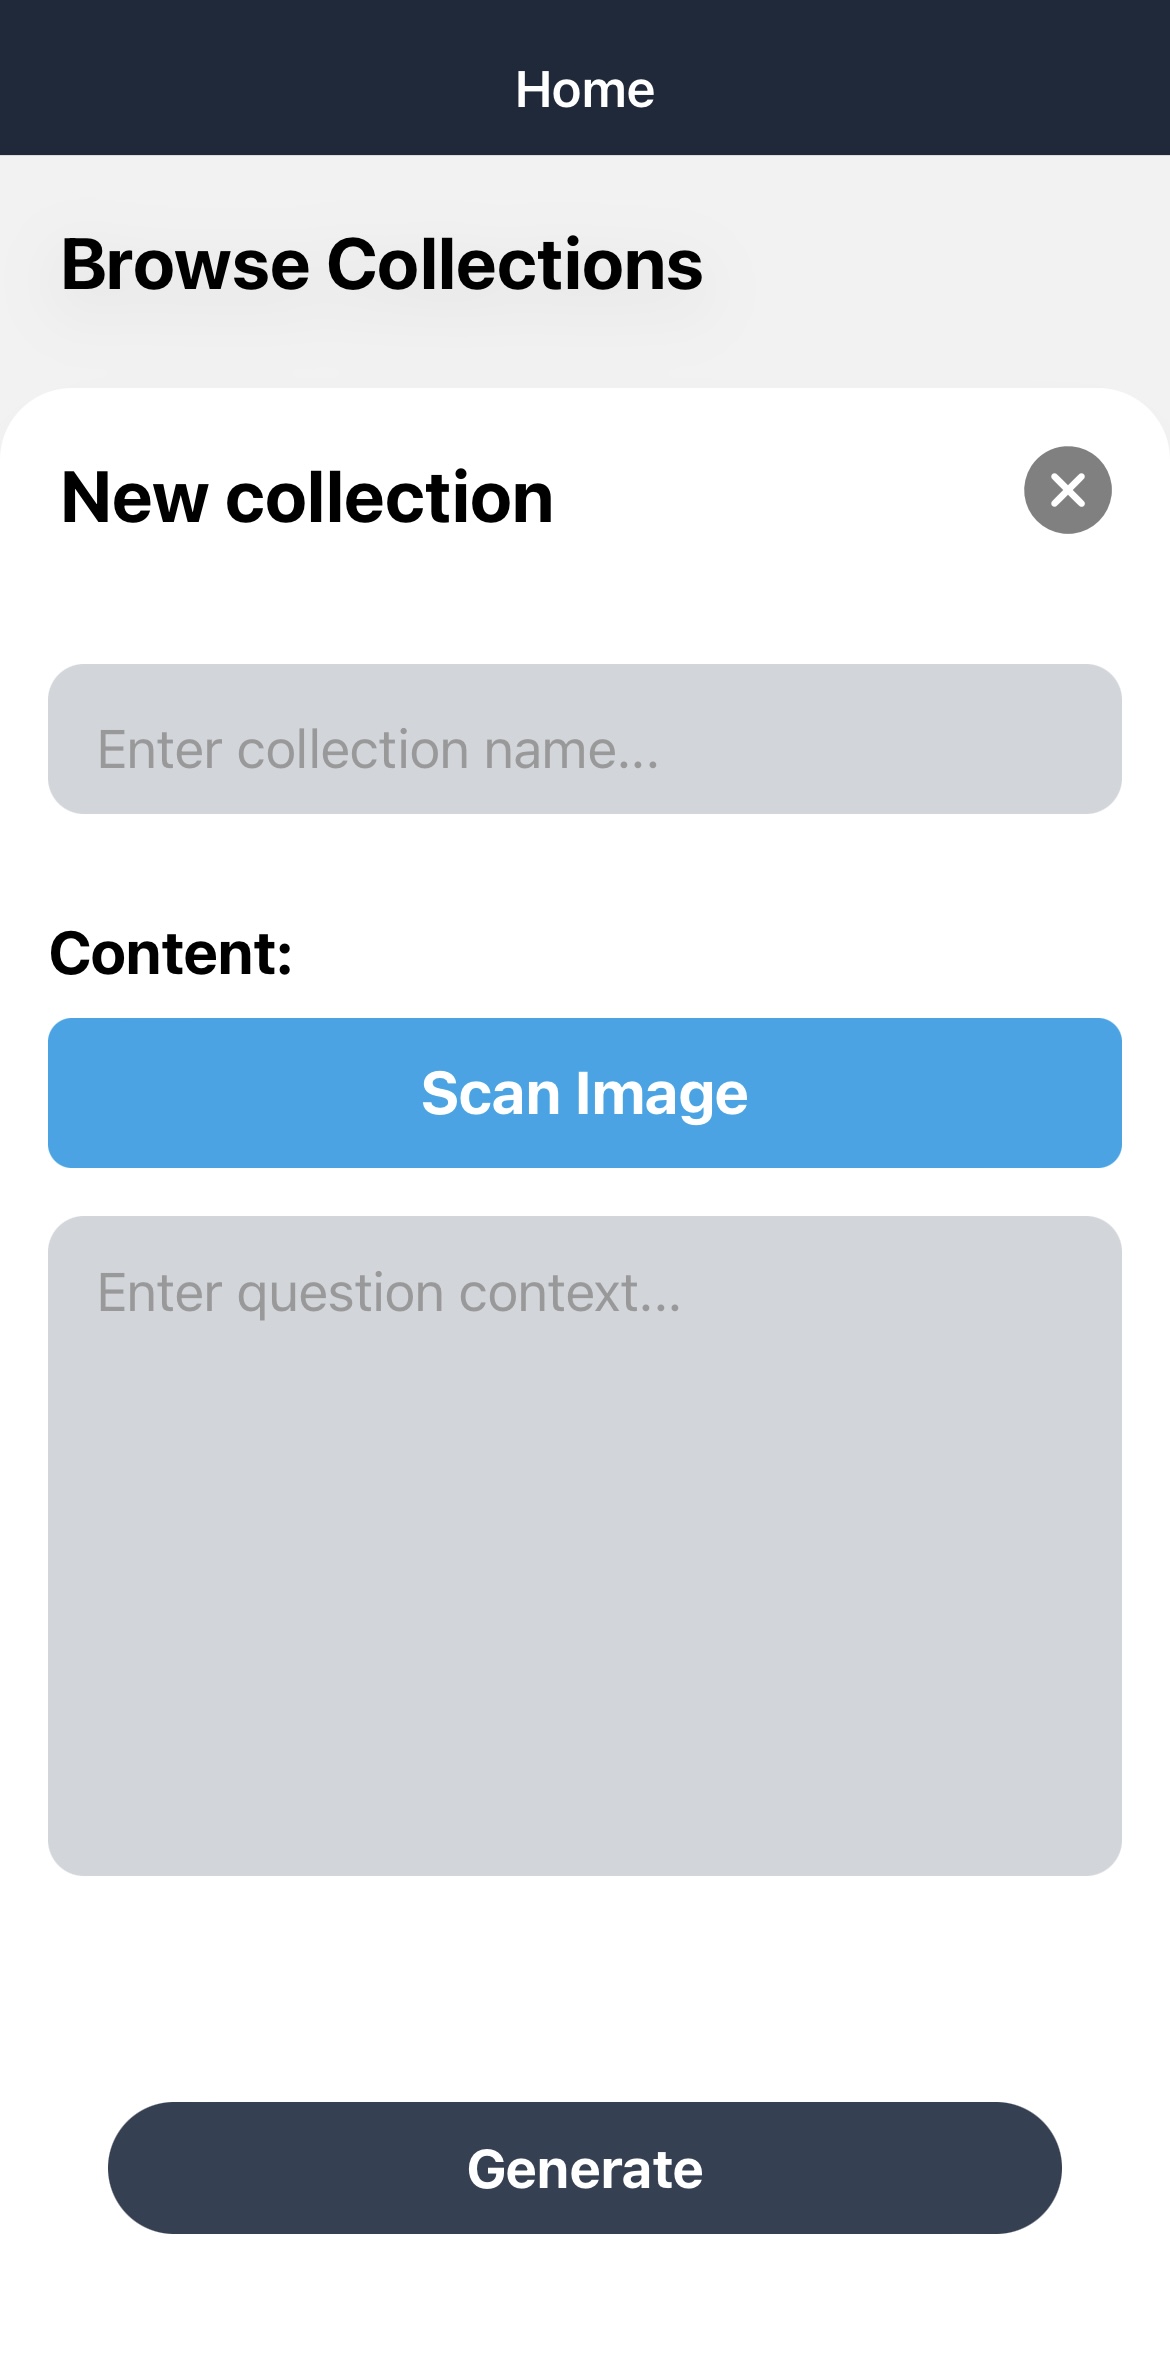 Home
Browse Collections
New collection
Enter collection name...
Content:
Scan Image
Enter question context...
Generate